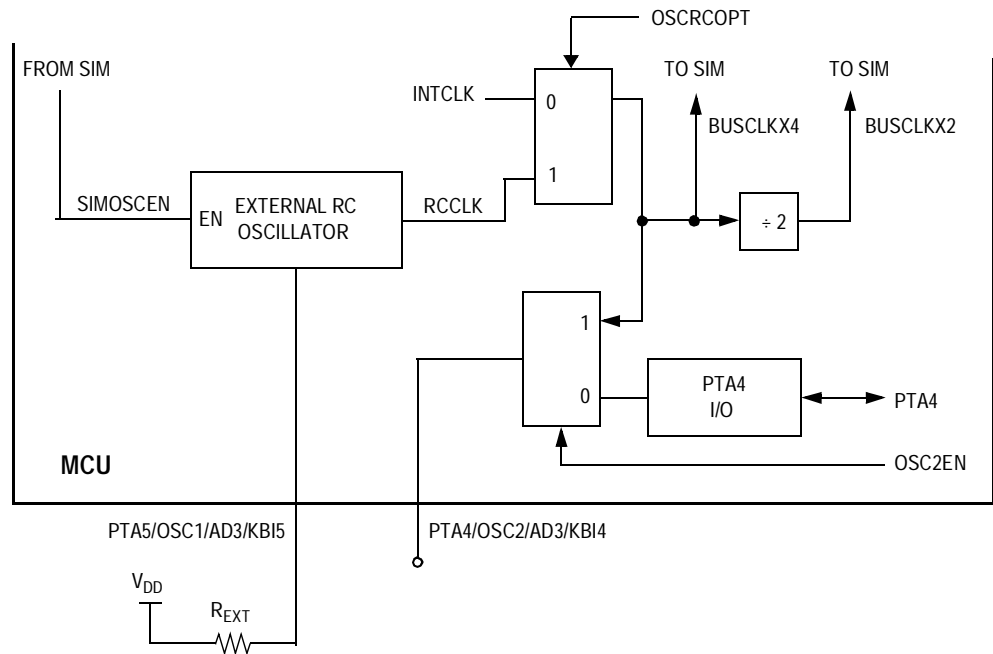 OSCRCOPT
FROM SIM
INTCLK
0
TO SIM
TO SIM
BUSCLKX4
BUSCLKX2
1
SIMOSCEN
EN
EXTERNAL RC
OSCILLATOR
RCCLK
÷ 2
1
0
PTA4
I/O
PTA4
OSC2EN
MCU
PTA5/OSC1/AD3/KBI5
PTA4/OSC2/AD3/KBI4
VDD
REXT